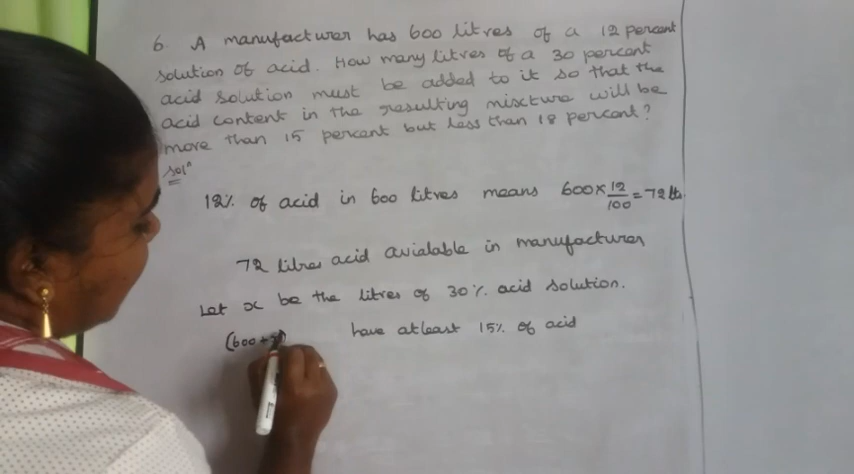 6. A manufacturer has 600 litres of a 12 percent
solution of acid. How many litres of a 30 percent
acid solution must be added to it so that the
acid content in the resulting mixture will be
more than 15 percent but less than 18 percent?
Solⁿ
12% of acid in 600 litres means 600 × 12/100 = 72 lts.
72 litres acid avialable in manufacturer
Let x be the litres of 30% acid solution.
(600+x) have atleast 15% of acid